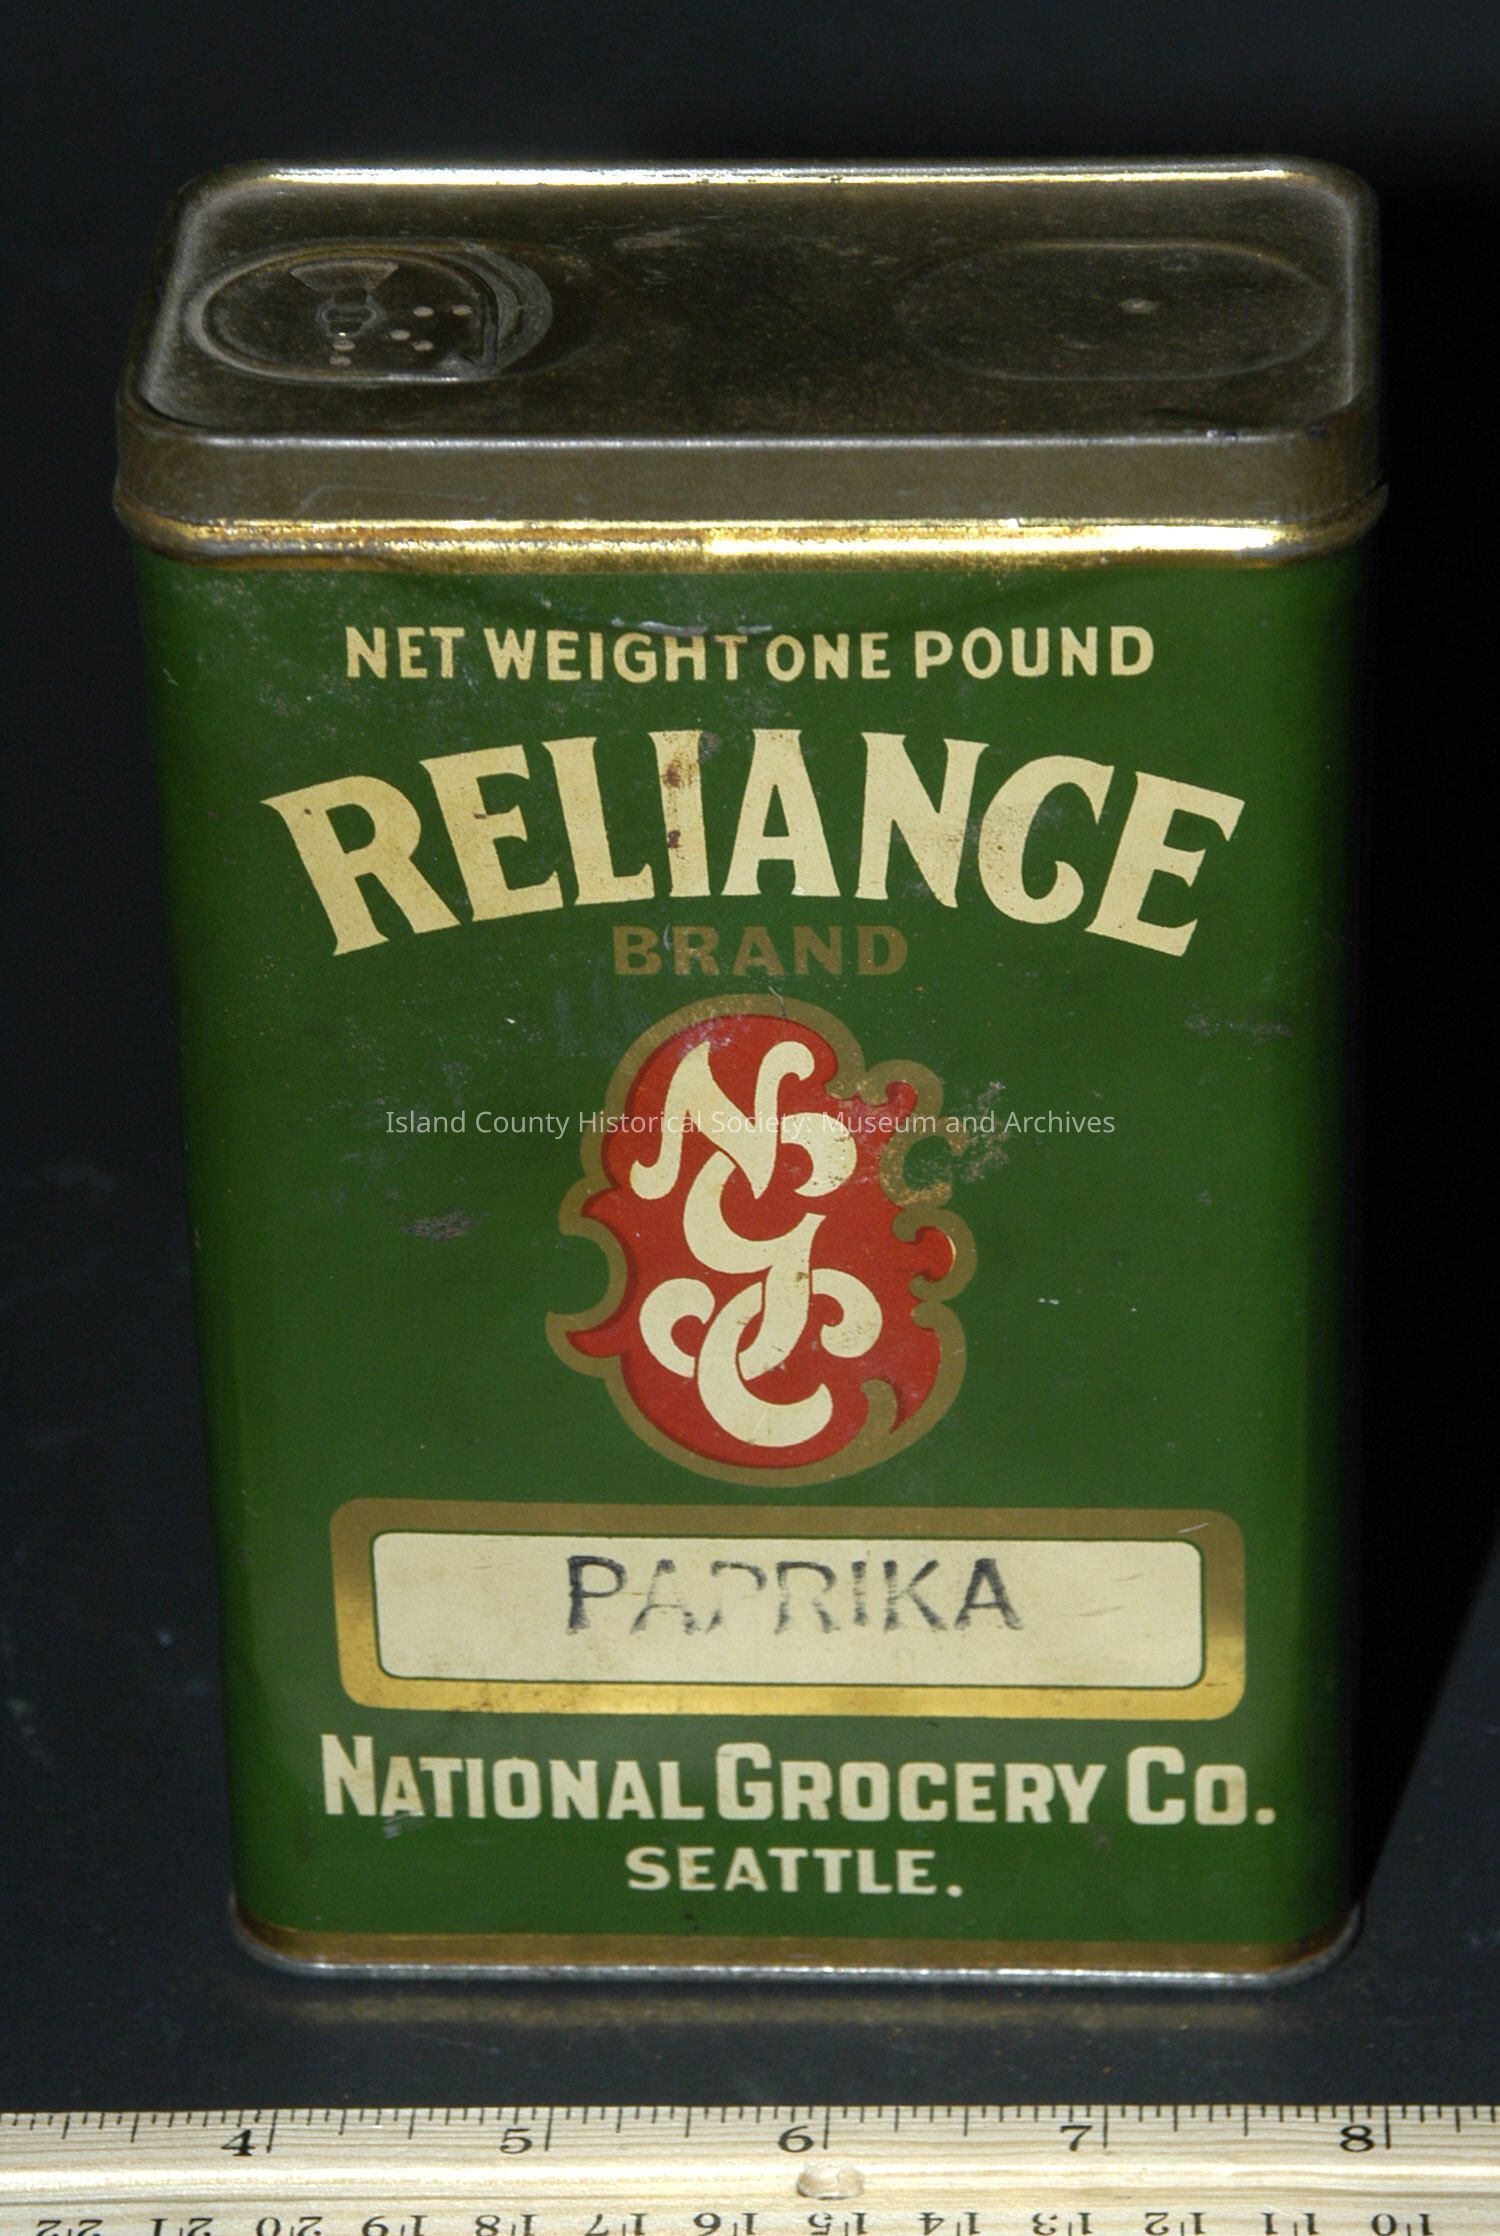 NET WEIGHT ONE POUND
RELIANCE
BRAND
NGCO
Island County Historical Society: Museum and Archives
PAPRIKA
NATIONAL GROCERY CO.
SEATTLE.
4 5 6 7 8
22 21 20 19 18 17 16 15 14 13 12 11 10